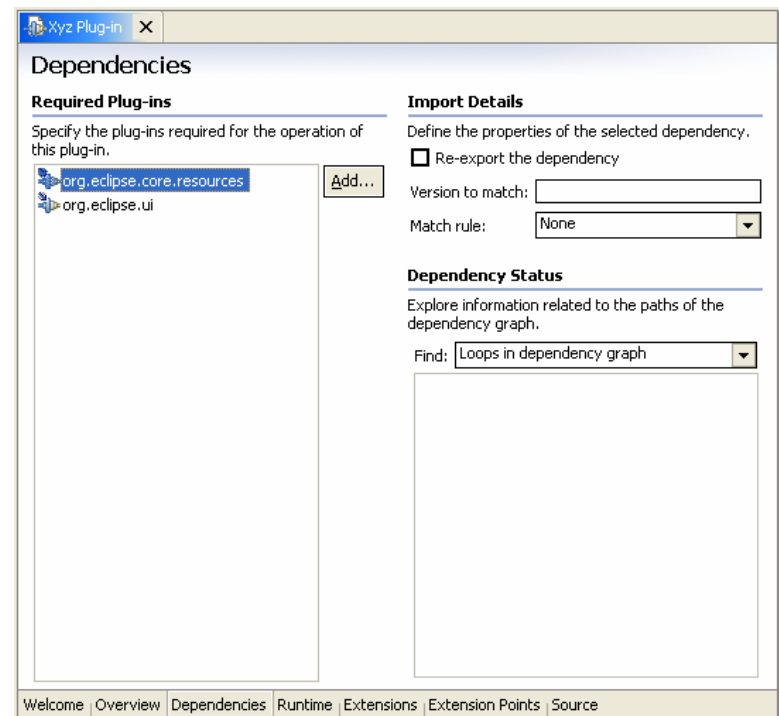 Xyz Plug-in
Dependencies
Required Plug-ins
Specify the plug-ins required for the operation of
this plug-in.
org.eclipse.core.resources
org.eclipse.ui
Add...
Import Details
Define the properties of the selected dependency.
Re-export the dependency
Version to match:
Match rule: None
Dependency Status
Explore information related to the paths of the
dependency graph.
Find: Loops in dependency graph
Welcome Overview Dependencies Runtime Extensions Extension Points Source